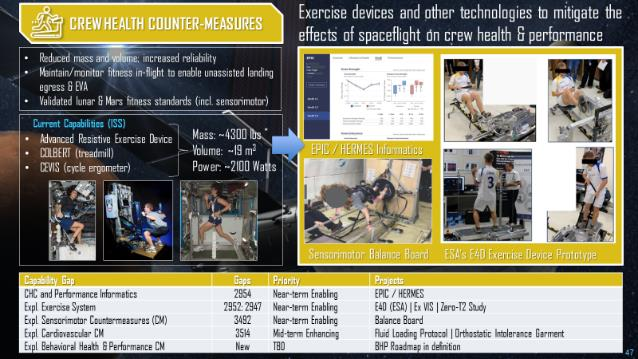 CREW HEALTH COUNTER-MEASURES
Exercise devices and other technologies to mitigate the
effects of spaceflight on crew health & performance
• Reduced mass and volume; increased reliability
• Maintain/monitor fitness in-flight to enable unassisted landing
egress & EVA
• Validated lunar & Mars fitness standards (incl. sensorimotor)
Current Capabilities (ISS)
• Advanced Resistive Exercise Device
• COLBERT (treadmill)
• CEVIS (cycle ergometer)
Mass: ~4300 lbs
Volume: ~19 m³
Power: ~2100 Watts
EPIC / HERMES Informatics
Sensorimotor Balance Board
ESA's E4D Exercise Device Prototype
Capability Gap Gaps Priority Projects
CHC and Performance Informatics 2954 Near-term Enabling EPIC / HERMES
Expl. Exercise System 2952; 2947 Near-term Enabling E4D (ESA) | Ex VIS | Zero-T2 Study
Expl. Sensorimotor Countermeasures (CM) 3492 Near-term Enabling Balance Board
Expl. Cardiovascular CM 3514 Mid-term Enhancing Fluid Loading Protocol | Orthostatic Intolerance Garment
Expl. Behavioral Health & Performance CM New TBD BHP Roadmap in definition
47